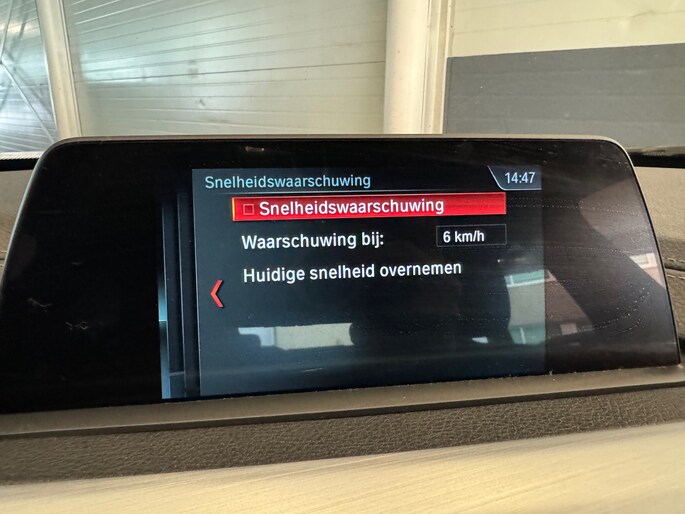 Snelheidswaarschuwing 14:47
Snelheidswaarschuwing
Waarschuwing bij: 6 km/h
Huidige snelheid overnemen